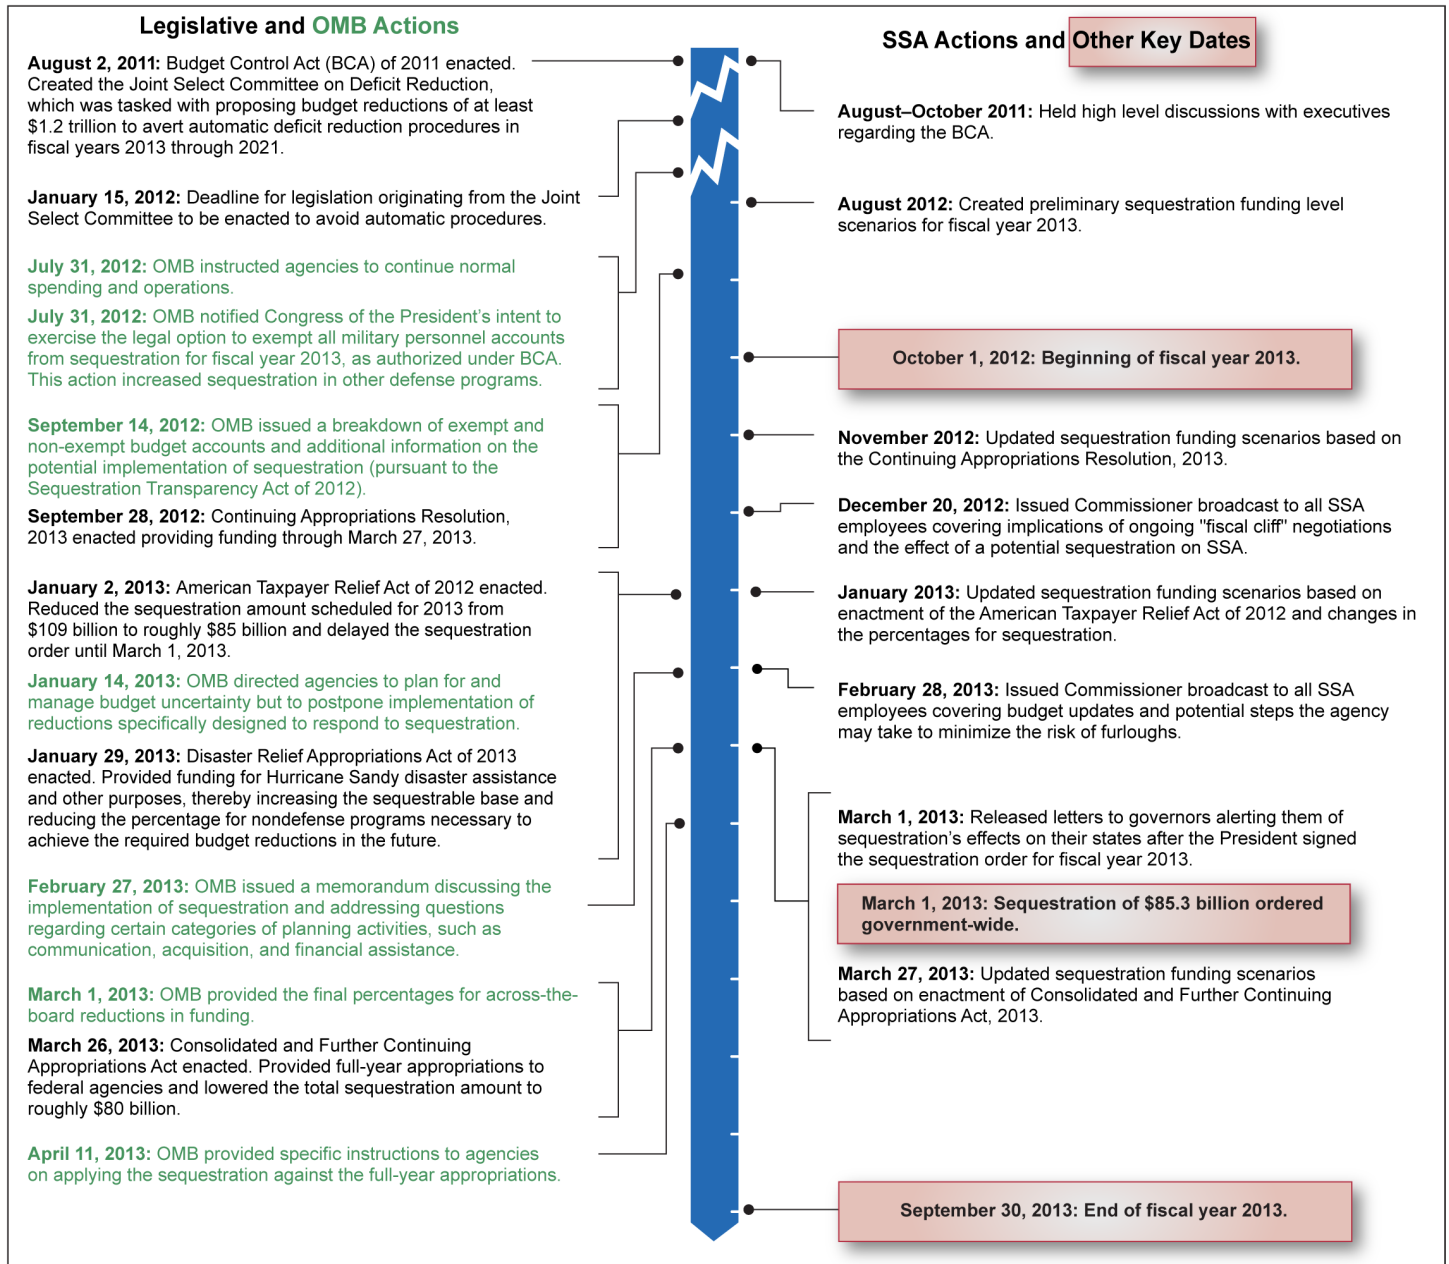 Legislative and OMB Actions
August 2, 2011: Budget Control Act (BCA) of 2011 enacted.
Created the Joint Select Committee on Deficit Reduction,
which was tasked with proposing budget reductions of at least
$1.2 trillion to avert automatic deficit reduction procedures in
fiscal years 2013 through 2021.
January 15, 2012: Deadline for legislation originating from the Joint
Select Committee to be enacted to avoid automatic procedures.
July 31, 2012: OMB instructed agencies to continue normal
spending and operations.
July 31, 2012: OMB notified Congress of the President's intent to
exercise the legal option to exempt all military personnel accounts
from sequestration for fiscal year 2013, as authorized under BCA.
This action increased sequestration in other defense programs.
September 14, 2012: OMB issued a breakdown of exempt and
non-exempt budget accounts and additional information on the
potential implementation of sequestration (pursuant to the
Sequestration Transparency Act of 2012).
September 28, 2012: Continuing Appropriations Resolution,
2013 enacted providing funding through March 27, 2013.
January 2, 2013: American Taxpayer Relief Act of 2012 enacted.
Reduced the sequestration amount scheduled for 2013 from
$109 billion to roughly $85 billion and delayed the sequestration
order until March 1, 2013.
January 14, 2013: OMB directed agencies to plan for and
manage budget uncertainty but to postpone implementation of
reductions specifically designed to respond to sequestration.
January 29, 2013: Disaster Relief Appropriations Act of 2013
enacted. Provided funding for Hurricane Sandy disaster assistance
and other purposes, thereby increasing the sequestrable base and
reducing the percentage for nondefense programs necessary to
achieve the required budget reductions in the future.
February 27, 2013: OMB issued a memorandum discussing the
implementation of sequestration and addressing questions
regarding certain categories of planning activities, such as
communication, acquisition, and financial assistance.
March 1, 2013: OMB provided the final percentages for across-the-
board reductions in funding.
March 26, 2013: Consolidated and Further Continuing
Appropriations Act enacted. Provided full-year appropriations to
federal agencies and lowered the total sequestration amount to
roughly $80 billion.
April 11, 2013: OMB provided specific instructions to agencies
on applying the sequestration against the full-year appropriations.
SSA Actions and Other Key Dates
August–October 2011: Held high level discussions with executives
regarding the BCA.
August 2012: Created preliminary sequestration funding level
scenarios for fiscal year 2013.
October 1, 2012: Beginning of fiscal year 2013.
November 2012: Updated sequestration funding scenarios based on
the Continuing Appropriations Resolution, 2013.
December 20, 2012: Issued Commissioner broadcast to all SSA
employees covering implications of ongoing "fiscal cliff" negotiations
and the effect of a potential sequestration on SSA.
January 2013: Updated sequestration funding scenarios based on
enactment of the American Taxpayer Relief Act of 2012 and changes in
the percentages for sequestration.
February 28, 2013: Issued Commissioner broadcast to all SSA
employees covering budget updates and potential steps the agency
may take to minimize the risk of furloughs.
March 1, 2013: Released letters to governors alerting them of
sequestration's effects on their states after the President signed
the sequestration order for fiscal year 2013.
March 1, 2013: Sequestration of $85.3 billion ordered
government-wide.
March 27, 2013: Updated sequestration funding scenarios
based on enactment of Consolidated and Further Continuing
Appropriations Act, 2013.
September 30, 2013: End of fiscal year 2013.